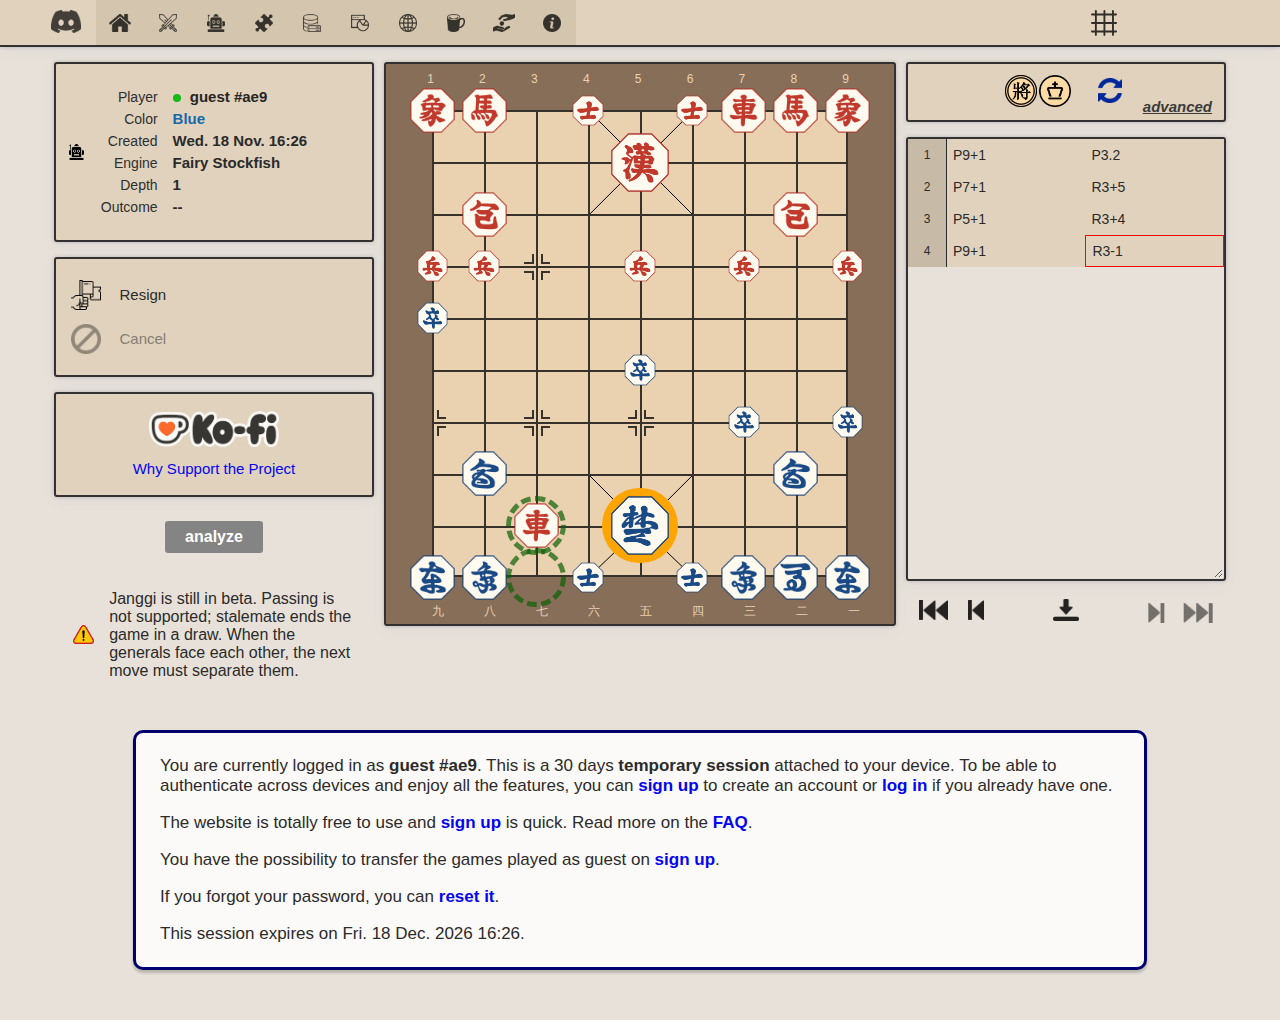 Player guest #ae9
Color Blue
Created Wed. 18 Nov. 16:26
Engine Fairy Stockfish
Depth 1
Outcome --
Resign
Cancel
Ko-fi
Why Support the Project
analyze
Janggi is still in beta. Passing is
not supported; stalemate ends the
game in a draw. When the
generals face each other, the next
move must separate them.
1 2 3 4 5 6 7 8 9
象 馬 士 士 車 馬 象
漢
包 包
兵 兵 兵 兵 兵
卒
卒
卒 卒
車 楚
士 士
九 八 七 六 五 四 三 二 一
將
advanced
1 P9+1 P3.2
2 P7+1 R3+5
3 P5+1 R3+4
4 P9+1 R3-1
You are currently logged in as guest #ae9. This is a 30 days temporary session attached to your device. To be able to
authenticate across devices and enjoy all the features, you can sign up to create an account or log in if you already have one.
The website is totally free to use and sign up is quick. Read more on the FAQ.
You have the possibility to transfer the games played as guest on sign up.
If you forgot your password, you can reset it.
This session expires on Fri. 18 Dec. 2026 16:26.